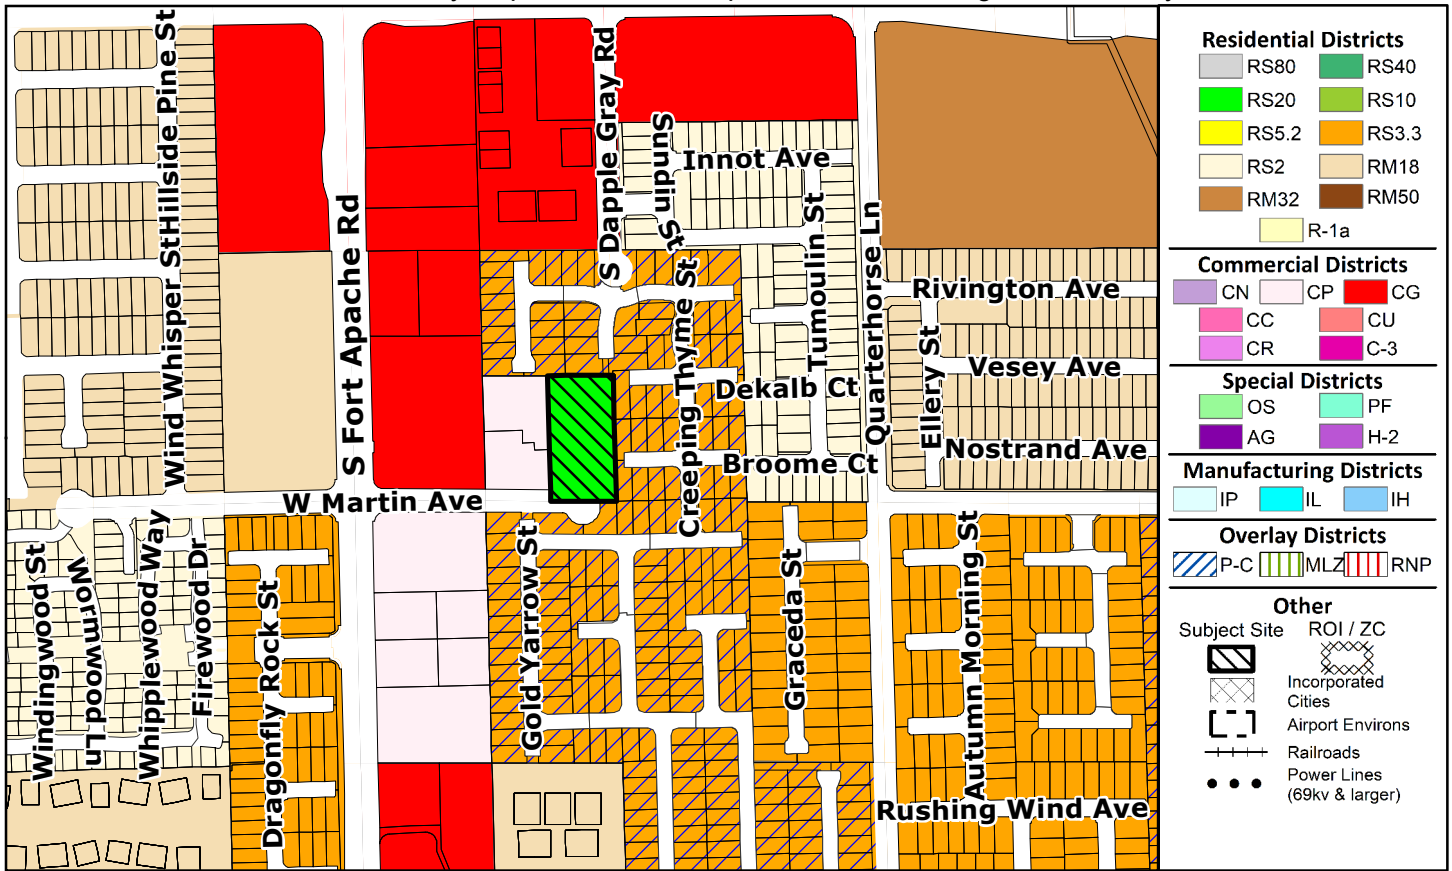 Hillside Pine St
Wind Whisper St
S Fort Apache Rd
S Dapple Gray Rd
Sundip St
Innot Ave
Tumoulin St
Quarterhorse Ln
Creeping Thyme St
Rivington Ave
Ellery St
Vesey Ave
Dekalb Ct
Nostrand Ave
Broome Ct
W Martin Ave
Windingwood St
Wornwood Ln
Whipplewood Way
Firewood Dr
Dragonfly Rock St
Gold Yarrow St
Graceda St
Autumn Morning St
Rushing Wind Ave
Residential Districts
RS80 RS40
RS20 RS10
RS5.2 RS3.3
RS2 RM18
RM32 RM50
R-1a
Commercial Districts
CN CP CG
CC CU
CR C-3
Special Districts
OS PF
AG H-2
Manufacturing Districts
IP IL IH
Overlay Districts
P-C MLZ RNP
Other
Subject Site ROI / ZC
Incorporated
Cities
Airport Environs
Railroads
Power Lines
(69kv & larger)